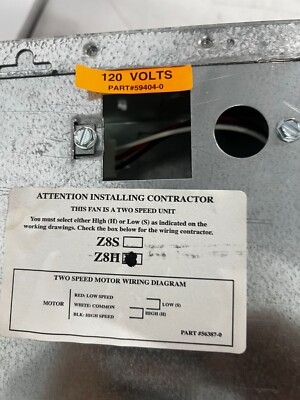 120 VOLTS
PART#59404-0
ATTENTION INSTALLING CONTRACTOR
THIS FAN IS A TWO SPEED UNIT
You must select either High (H) or Low (S) as indicated on the
working drawings. Check the box below for the wiring contractor.
Z8S
Z8H
TWO SPEED MOTOR WIRING DIAGRAM
RED: LOW SPEED
MOTOR WHITE: COMMON LOW (S)
BLK: HIGH SPEED HIGH (H)
PART #56387-0